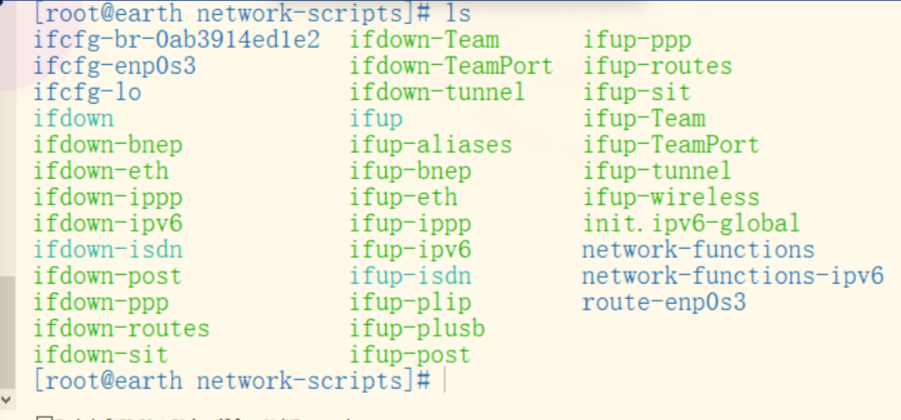 [root@earth network-scripts]# ls
ifcfg-br-0ab3914ed1e2 ifdown-Team ifup-ppp
ifcfg-enp0s3 ifdown-TeamPort ifup-routes
ifcfg-lo ifdown-tunnel ifup-sit
ifdown ifup ifup-Team
ifdown-bnep ifup-aliases ifup-TeamPort
ifdown-eth ifup-bnep ifup-tunnel
ifdown-ippp ifup-eth ifup-wireless
ifdown-ipv6 ifup-ippp init.ipv6-global
ifdown-isdn ifup-ipv6 network-functions
ifdown-post ifup-isdn network-functions-ipv6
ifdown-ppp ifup-plip route-enp0s3
ifdown-routes ifup-plusb
ifdown-sit ifup-post
[root@earth network-scripts]#